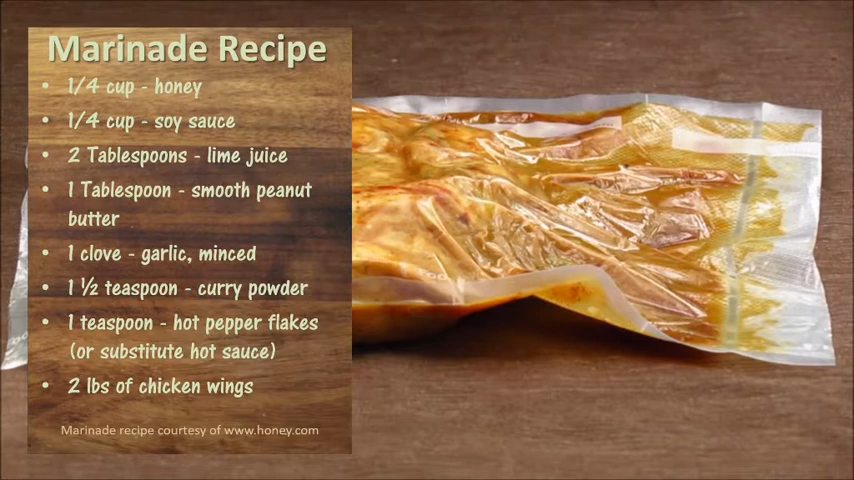 Marinade Recipe
• 1/4 cup - honey
• 1/4 cup - soy sauce
• 2 Tablespoons - lime juice
• 1 Tablespoon - smooth peanut
butter
• 1 clove - garlic, minced
• 1 ½ teaspoon - curry powder
• 1 teaspoon - hot pepper flakes
(or substitute hot sauce)
• 2 lbs of chicken wings
Marinade recipe courtesy of www.honey.com